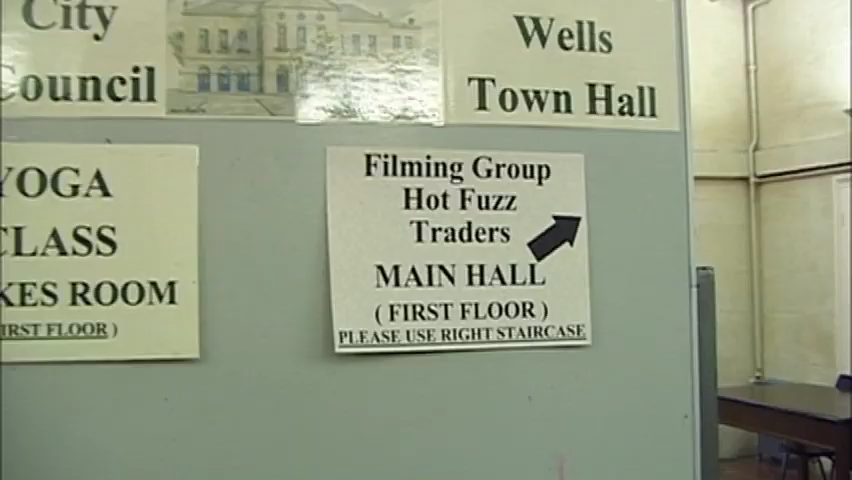 City
Council
Wells
Town Hall
YOGA
CLASS
KES ROOM
FIRST FLOOR )
Filming Group
Hot Fuzz
Traders
MAIN HALL
( FIRST FLOOR )
PLEASE USE RIGHT STAIRCASE